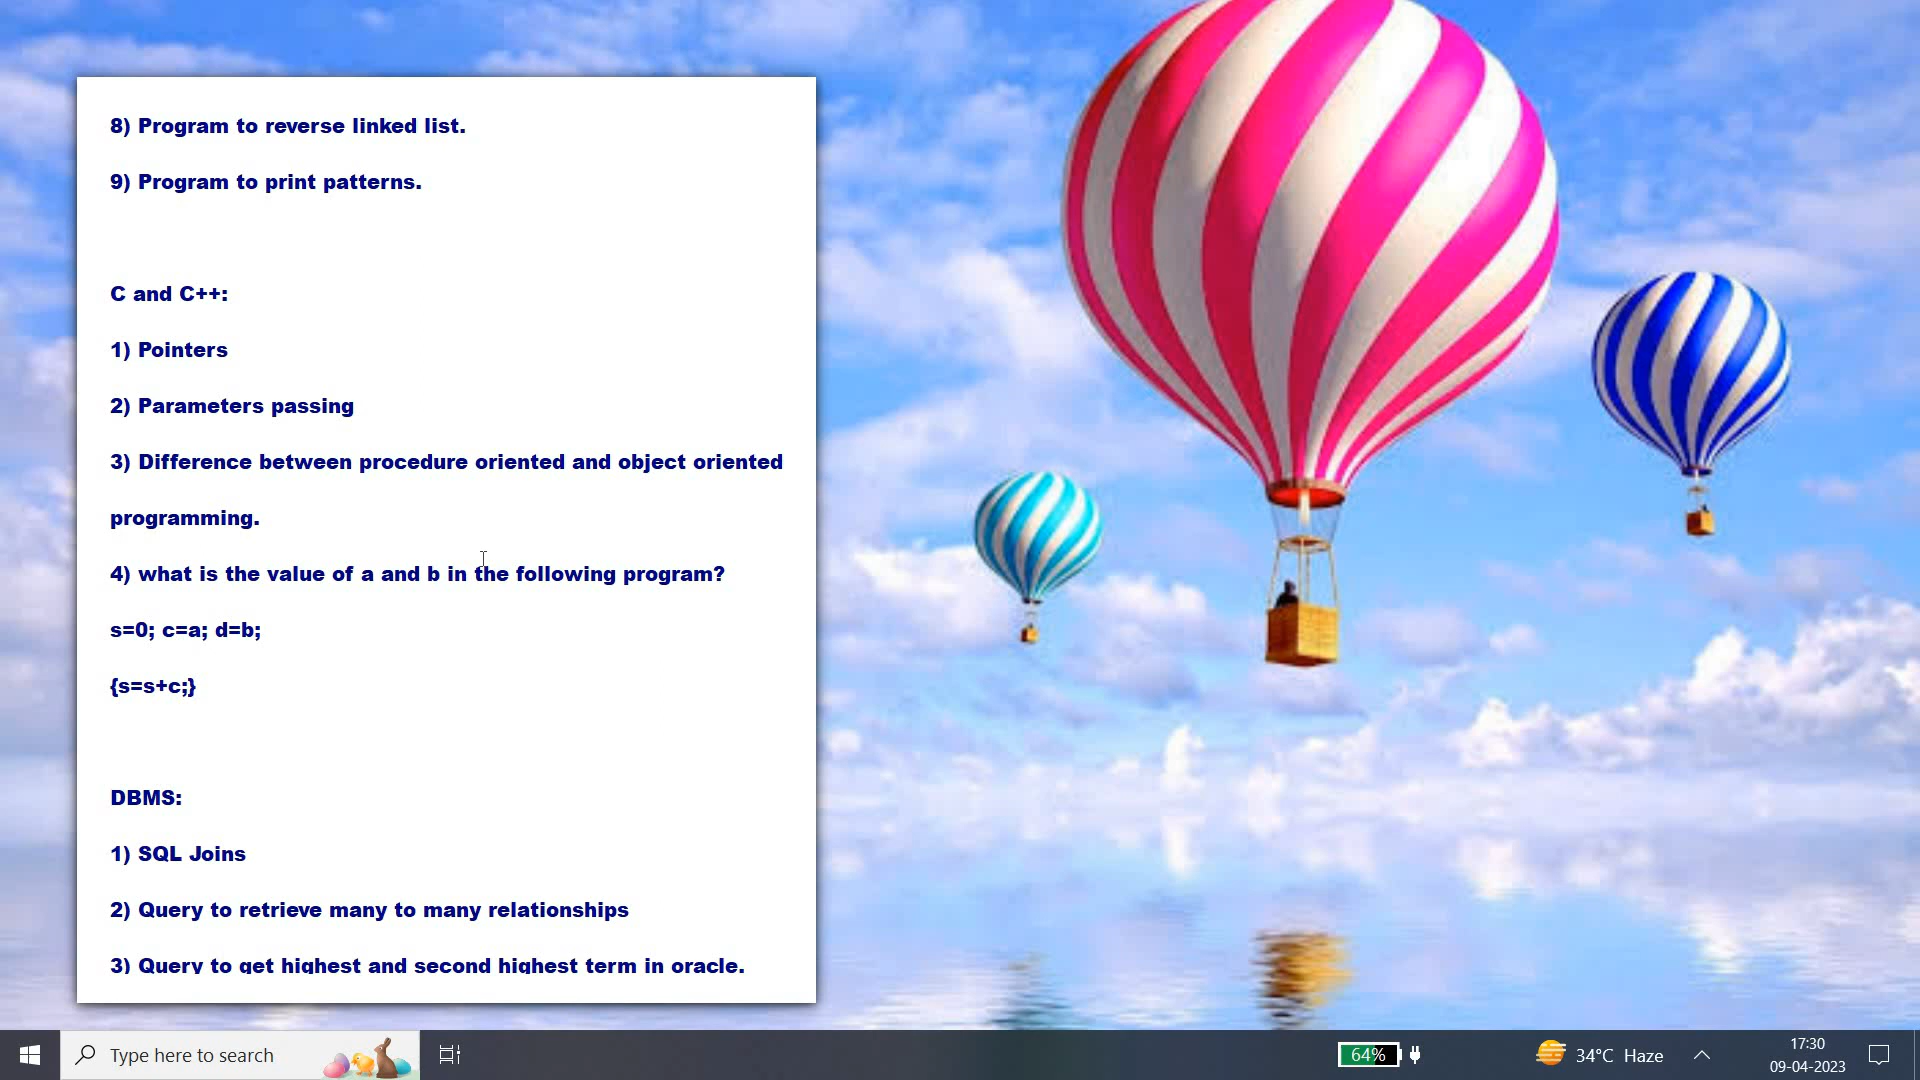 8) Program to reverse linked list.
9) Program to print patterns.
C and C++:
1) Pointers
2) Parameters passing
3) Difference between procedure oriented and object oriented
programming.
4) what is the value of a and b in the following program?
s=0; c=a; d=b;
{s=s+c;}
DBMS:
1) SQL Joins
2) Query to retrieve many to many relationships
3) Query to get highest and second highest term in oracle.
Type here to search
64%
34°C Haze
17:30
09-04-2023